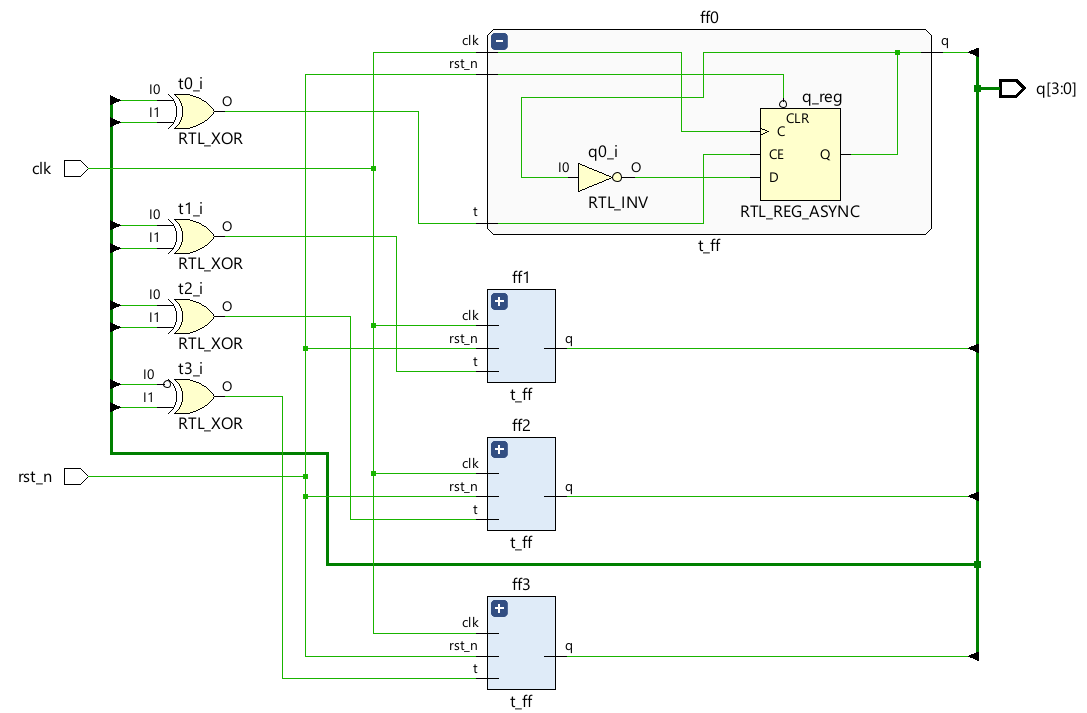 ff0
clk
rst_n
q
t0_i
I0
I1
O
RTL_XOR
q_reg
CLR
C
CE
Q
D
RTL_REG_ASYNC
q0_i
I0
O
RTL_INV
t
t_ff
q[3:0]
clk
t1_i
I0
I1
O
RTL_XOR
t2_i
I0
I1
O
RTL_XOR
t3_i
I0
I1
O
RTL_XOR
rst_n
ff1
clk
rst_n
t
q
t_ff
ff2
clk
rst_n
t
q
t_ff
ff3
clk
rst_n
t
q
t_ff